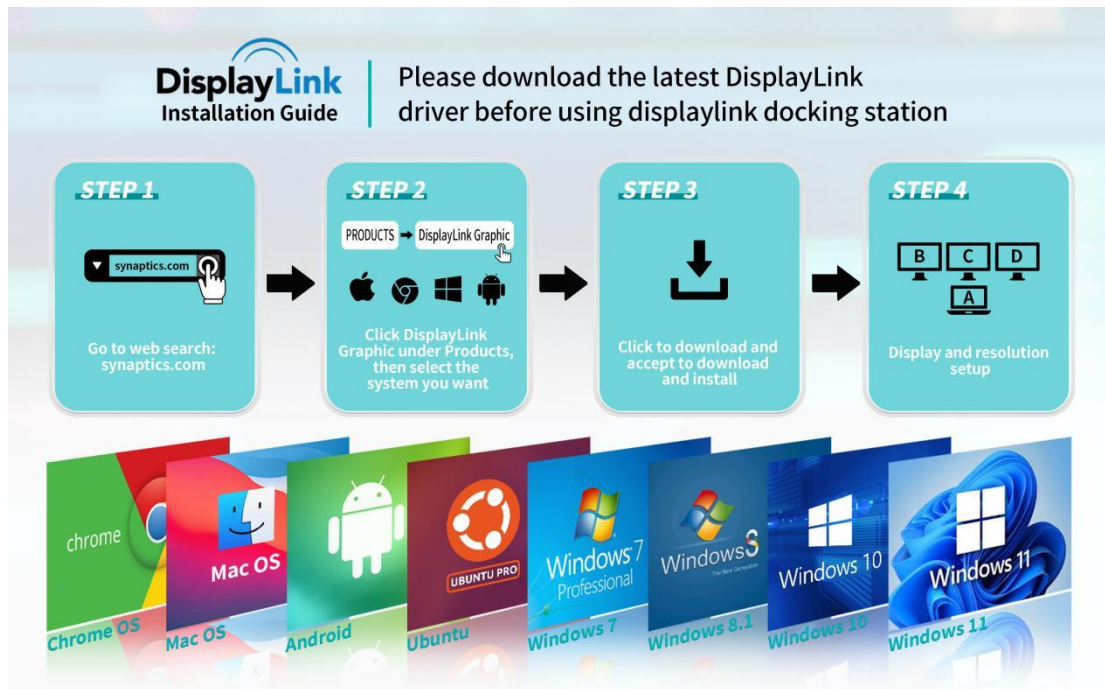 DisplayLink
Installation Guide
Please download the latest DisplayLink
driver before using displaylink docking station
STEP 1
synaptics.com
Go to web search:
synaptics.com
STEP 2
PRODUCTS
DisplayLink Graphic
Click DisplayLink
Graphic under Products,
then select the
system you want
STEP 3
Click to download and
accept to download
and install
STEP 4
B C D
A
Display and resolution
setup
chrome
Mac OS
UBUNTU PRO
Windows 7
Professional
Windows 8
The New Generation
Windows 10
Windows 11
Chrome OS
Mac OS
Android
Ubuntu
Windows 7
Windows 8.1
Windows 10
Windows 11